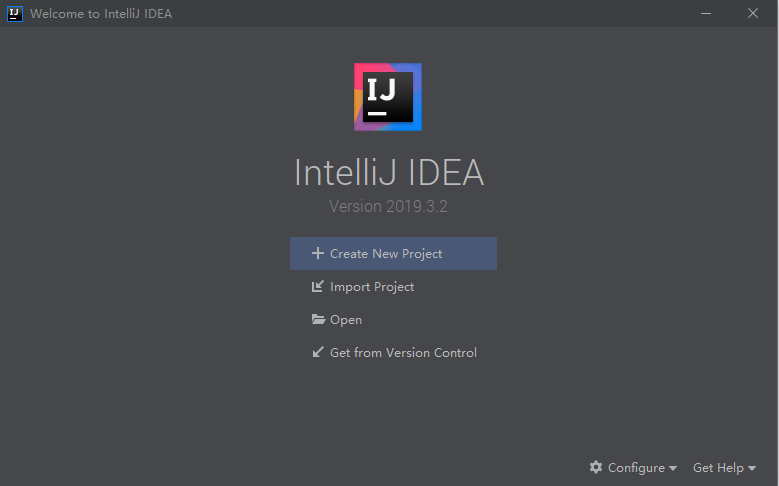 Welcome to IntelliJ IDEA
IJ
IntelliJ IDEA
Version 2019.3.2
Create New Project
Import Project
Open
Get from Version Control
Configure
Get Help